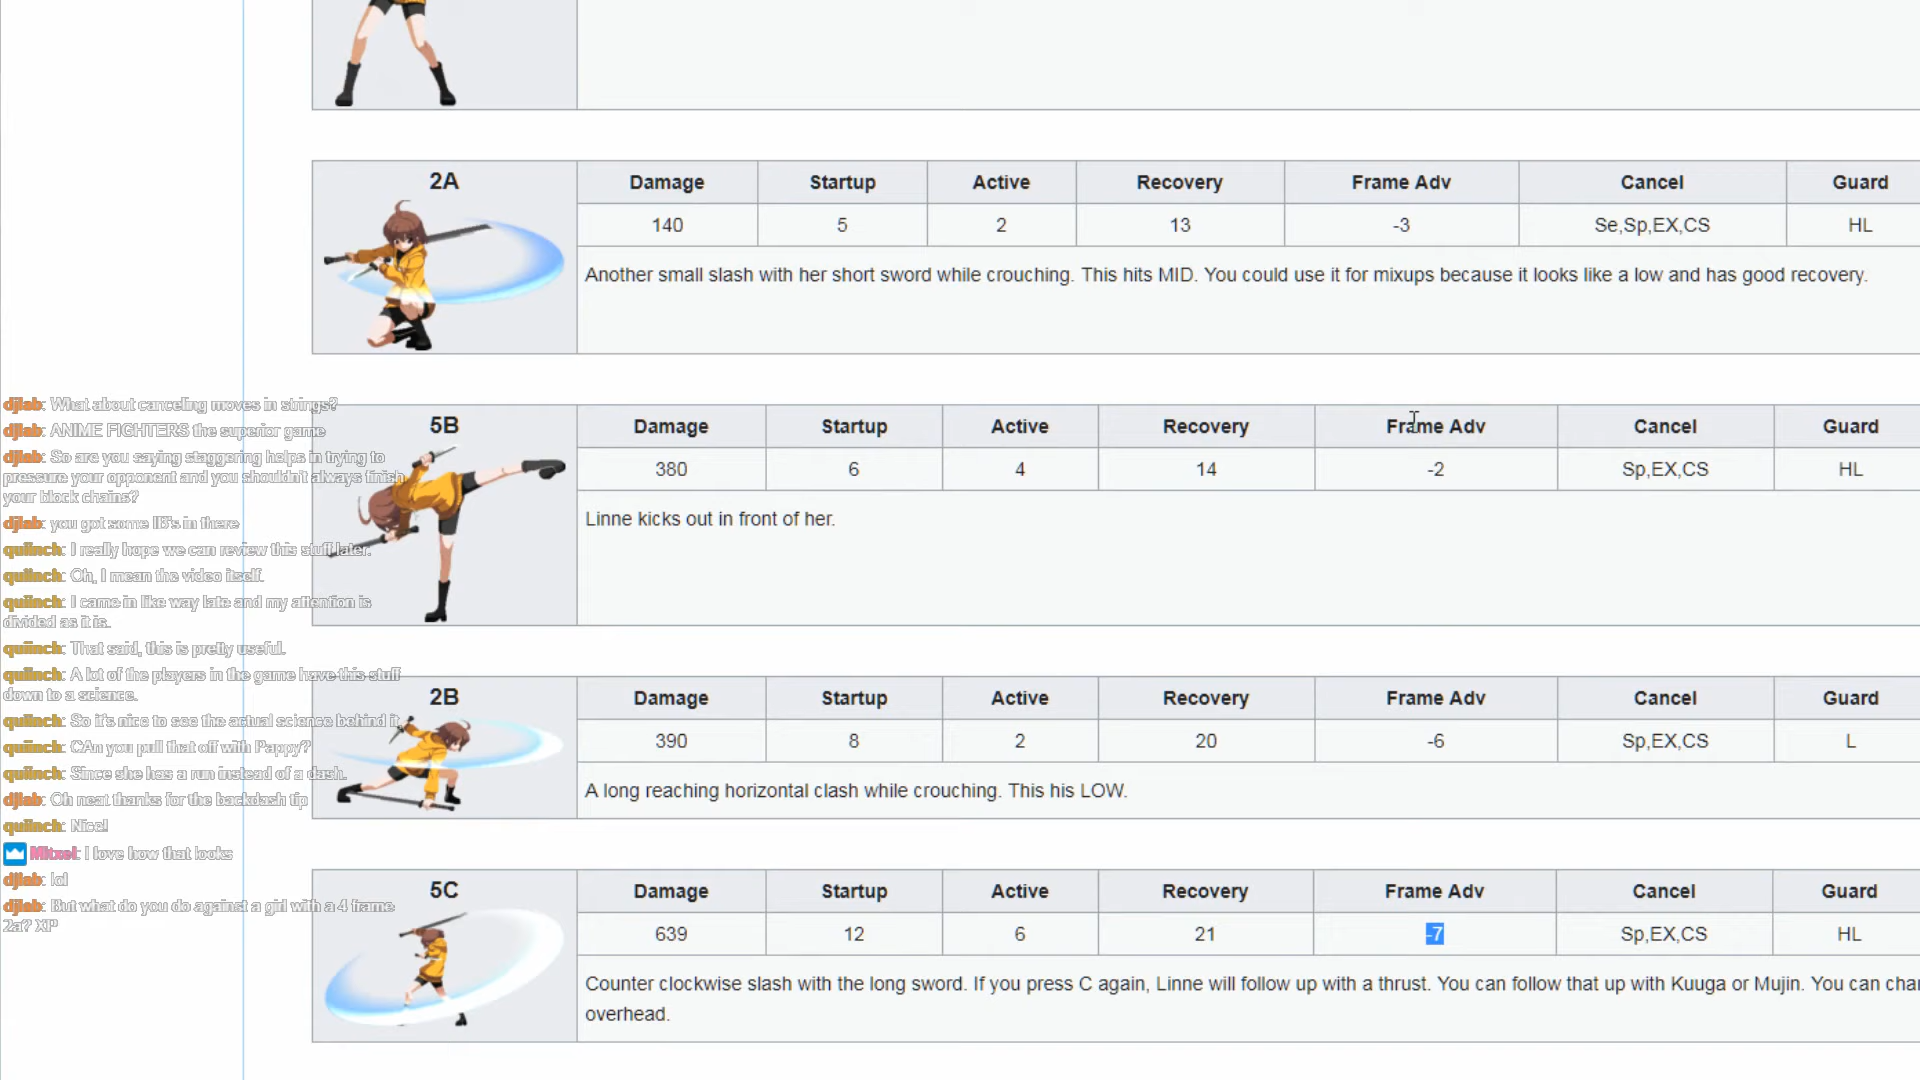 2A
Damage Startup Active Recovery Frame Adv Cancel Guard
140 5 2 13 -3 Se,Sp,EX,CS HL
Another small slash with her short sword while crouching. This hits MID. You could use it for mixups because it looks like a low and has good recovery.
5B
Damage Startup Active Recovery Frame Adv Cancel Guard
380 6 4 14 -2 Sp,EX,CS HL
Linne kicks out in front of her.
2B
Damage Startup Active Recovery Frame Adv Cancel Guard
390 8 2 20 -6 Sp,EX,CS L
A long reaching horizontal clash while crouching. This his LOW.
5C
Damage Startup Active Recovery Frame Adv Cancel Guard
639 12 6 21 -7 Sp,EX,CS HL
Counter clockwise slash with the long sword. If you press C again, Linne will follow up with a thrust. You can follow that up with Kuuga or Mujin. You can char
overhead.
djlab: What about canceling moves in strings?
djlab: ANIME FIGHTERS the superior game
djlab: So are you saying staggering helps in trying to
pressure your opponent and you shouldn't always finish
your block chains?
djlab: you got some IB's in there
quiinch: I really hope we can review this stuff later.
quiinch: Oh, I mean the video itself.
quiinch: I came in like way late and my attention is
divided as it is.
quiinch: That said, this is pretty useful.
quiinch: A lot of the players in the game have this stuff
down to a science.
quiinch: So it's nice to see the actual science behind it.
quiinch: CAn you pull that off with Pappy?
quiinch: Since she has a run instead of a dash.
djlab: Oh neat thanks for the backdash tip
quiinch: Nice!
Mitxel: I love how that looks
djlab: lol
djlab: But what do you do against a girl with a 4 frame
2a? XP